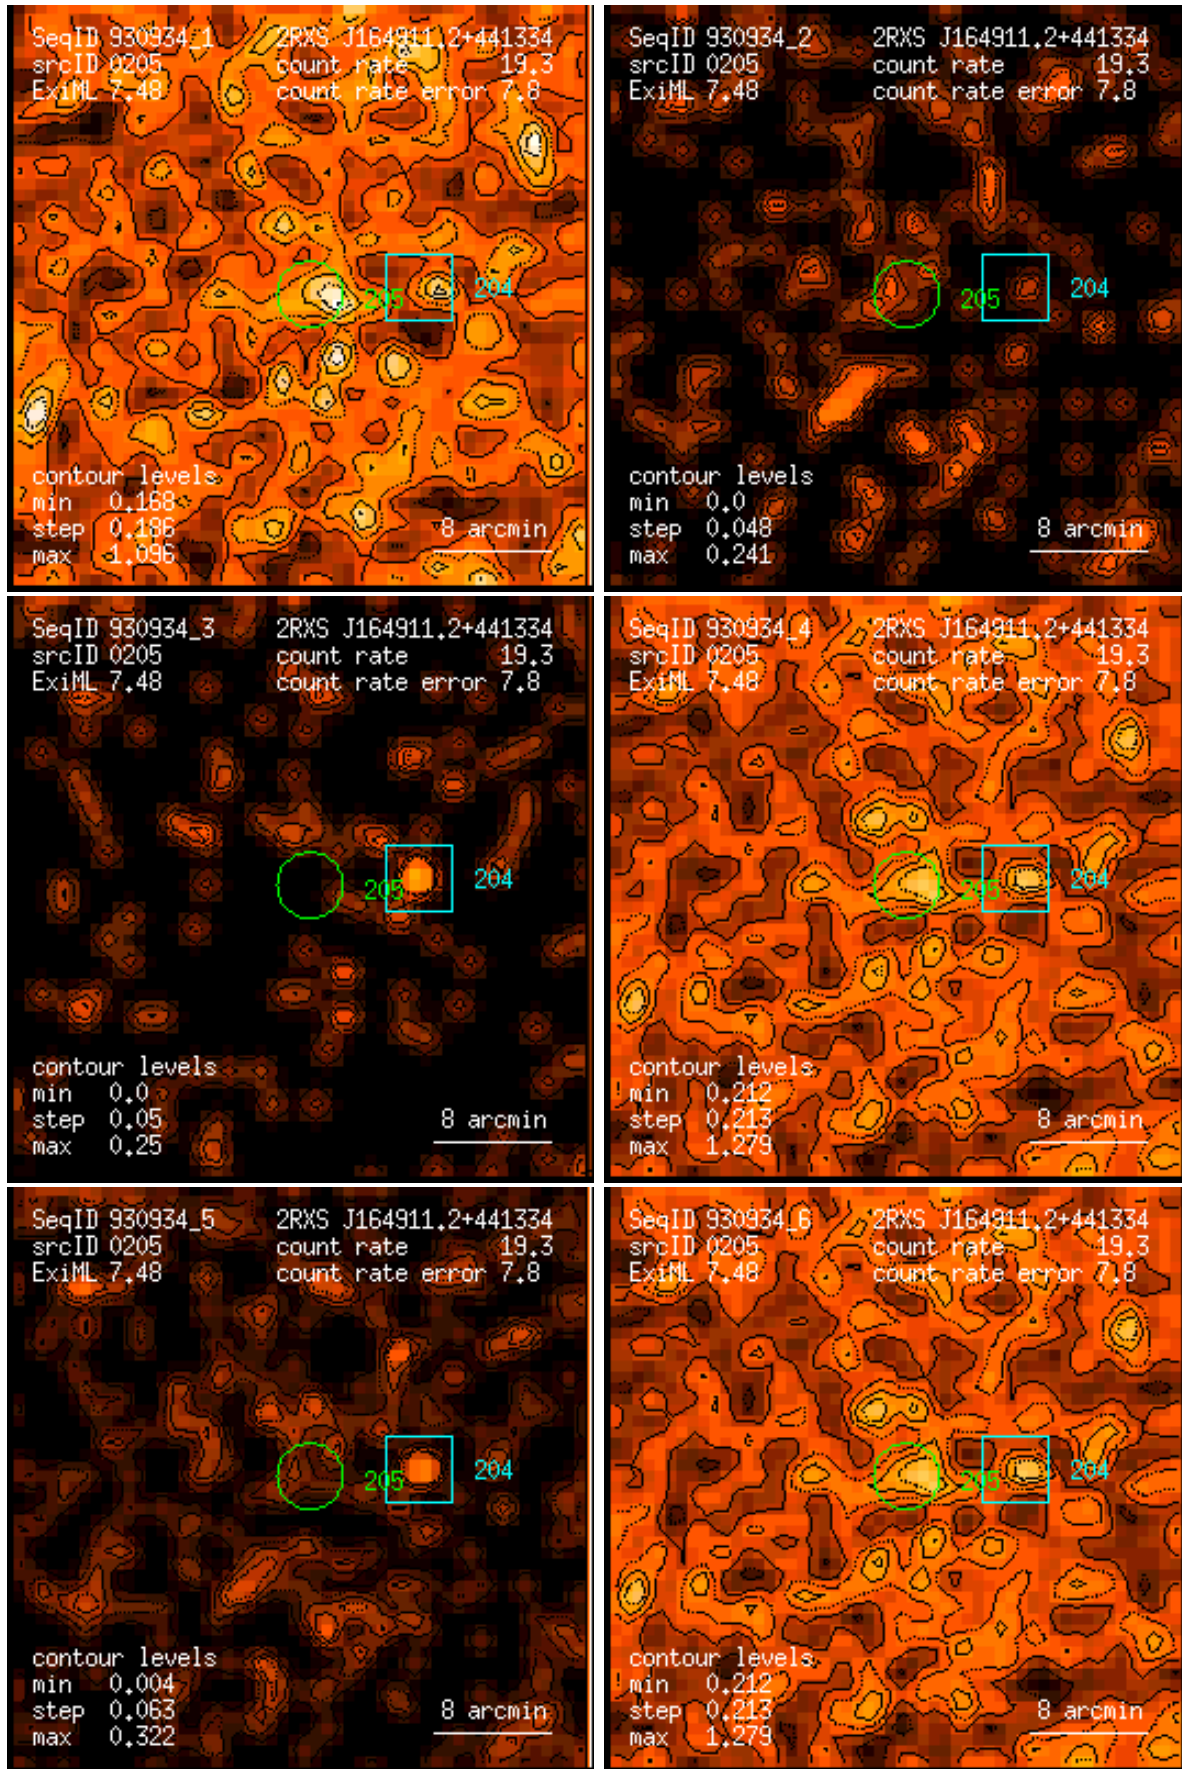 SeqID 930934_1 2RXS J164911.2+441334
srcID 0205 count rate 19.3
ExiML 7.48 count rate error 7.8
205 204
contour levels
min 0.168
step 0.186 8 arcmin
max 1.096
SeqID 930934_2 2RXS J164911.2+441334
srcID 0205 count rate 19.3
ExiML 7.48 count rate error 7.8
205 204
contour levels
min 0.0
step 0.048 8 arcmin
max 0.241
SeqID 930934_3 2RXS J164911.2+441334
srcID 0205 count rate 19.3
ExiML 7.48 count rate error 7.8
205 204
contour levels
min 0.0
step 0.05 8 arcmin
max 0.25
SeqID 930934_4 2RXS J164911.2+441334
srcID 0205 count rate 19.3
ExiML 7.48 count rate error 7.8
205 204
contour levels
min 0.212
step 0.213 8 arcmin
max 1.279
SeqID 930934_5 2RXS J164911.2+441334
srcID 0205 count rate 19.3
ExiML 7.48 count rate error 7.8
205 204
contour levels
min 0.004
step 0.063 8 arcmin
max 0.322
SeqID 930934_6 2RXS J164911.2+441334
srcID 0205 count rate 19.3
ExiML 7.48 count rate error 7.8
205 204
contour levels
min 0.212
step 0.213 8 arcmin
max 1.279